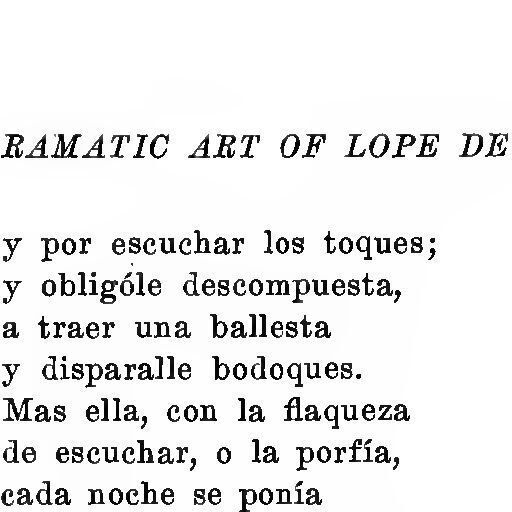 RAMATIC ART OF LOPE DE
y por escuchar los toques;
y obligóle descompuesta,
a traer una ballesta
y disparalle bodoques.
Mas ella, con la flaqueza
de escuchar, o la porfía,
cada noche se ponía